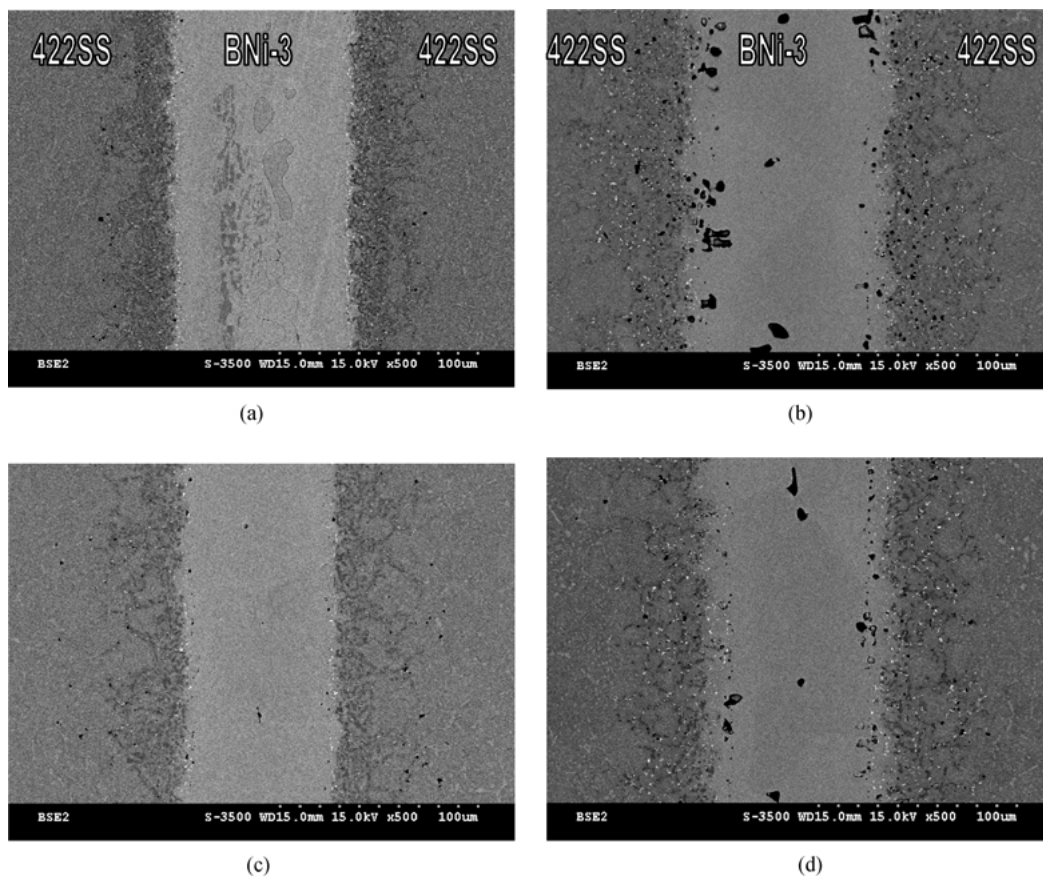 422SS BNi-3 422SS
BSE2 S-3500 WD15.0mm 15.0kV x500 100um
(a)
422SS BNi-3 422SS
BSE2 S-3500 WD15.0mm 15.0kV x500 100um
(b)
BSE2 S-3500 WD15.0mm 15.0kV x500 100um
(c)
BSE2 S-3500 WD15.0mm 15.0kV x500 100um
(d)